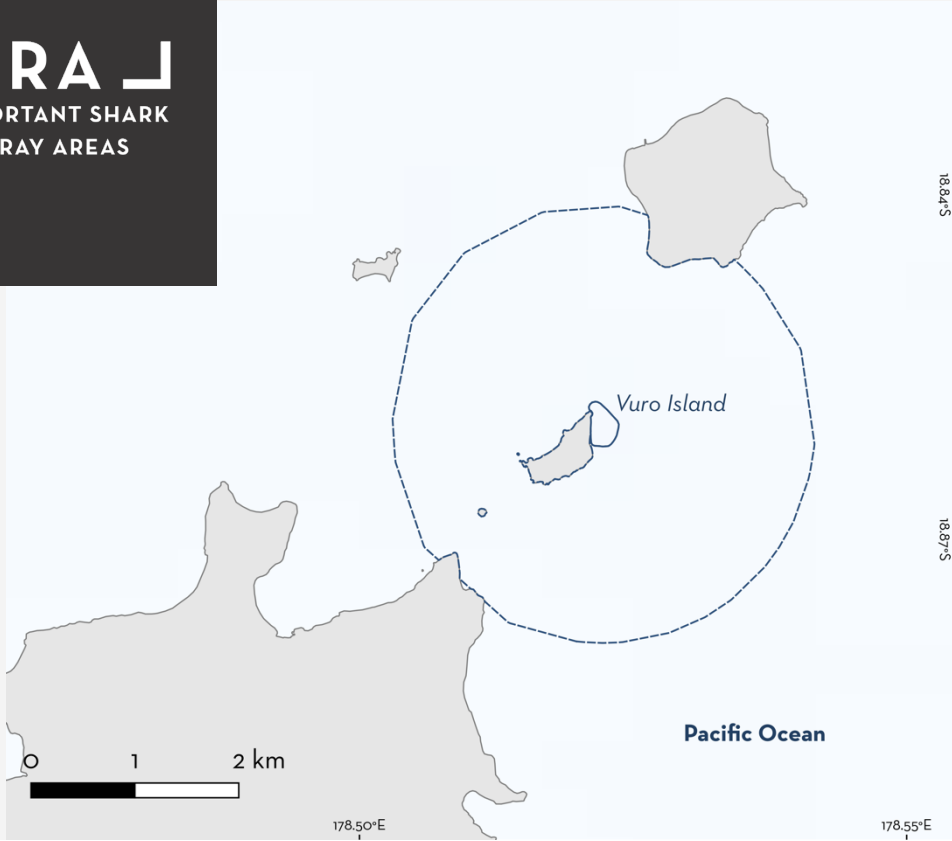 RA
ORTANT SHARK
RAY AREAS
18.84°S
Vuro Island
18.87°S
Pacific Ocean
0 1 2 km
178.50°E 178.55°E